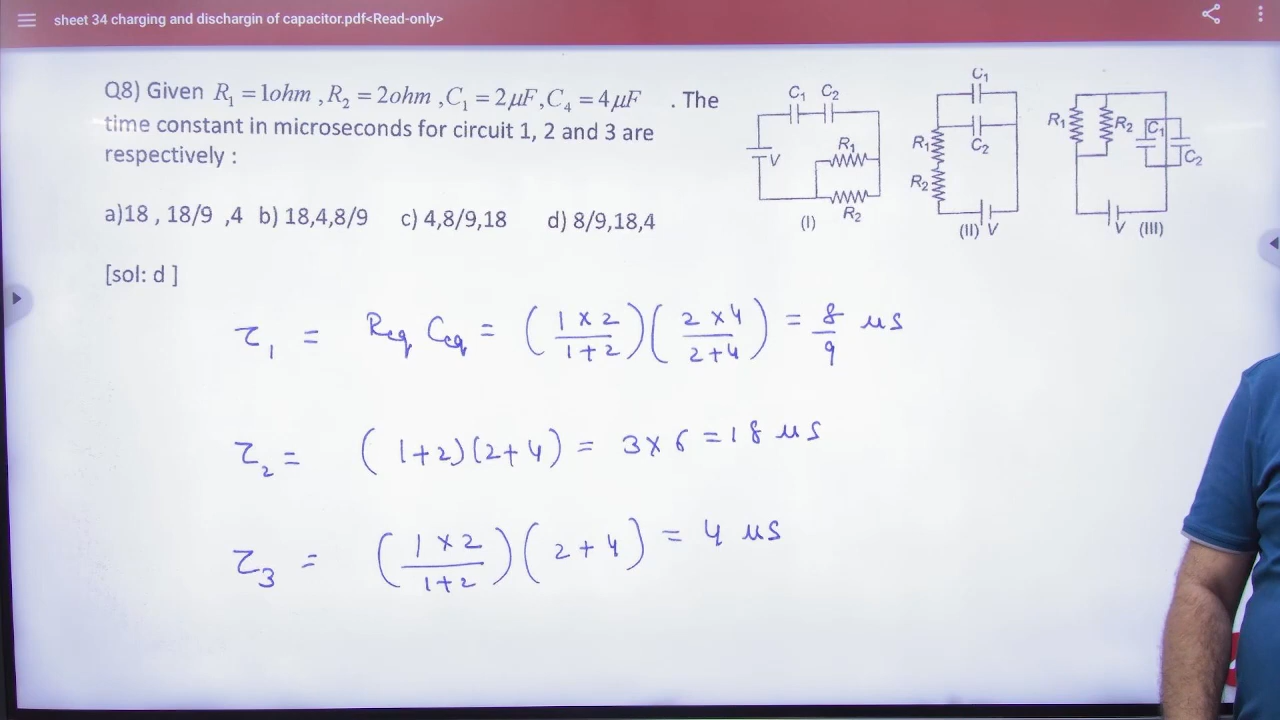 sheet 34 charging and dischargin of capacitor.pdf<Read-only>
Q8) Given R₁ = 1ohm , R₂ = 2ohm , C₁ = 2μF, C₄ = 4μF . The
time constant in microseconds for circuit 1, 2 and 3 are
respectively :
a)18 , 18/9 ,4 b) 18,4,8/9 c) 4,8/9,18 d) 8/9,18,4
[sol: d ]
C₁ C₂
V
R₁
R₂
(I)
C₁
C₂
R₁
R₂
(II) V
R₁
R₂
C₁
C₂
V (III)
τ₁ = Req Ceq = (1 × 2 / 1 + 2) (2 × 4 / 2 + 4) = 8/9 μs
τ₂ = (1+2)(2+4) = 3 × 6 = 18 μs
τ₃ = (1 × 2 / 1 + 2) (2 + 4) = 4 μs